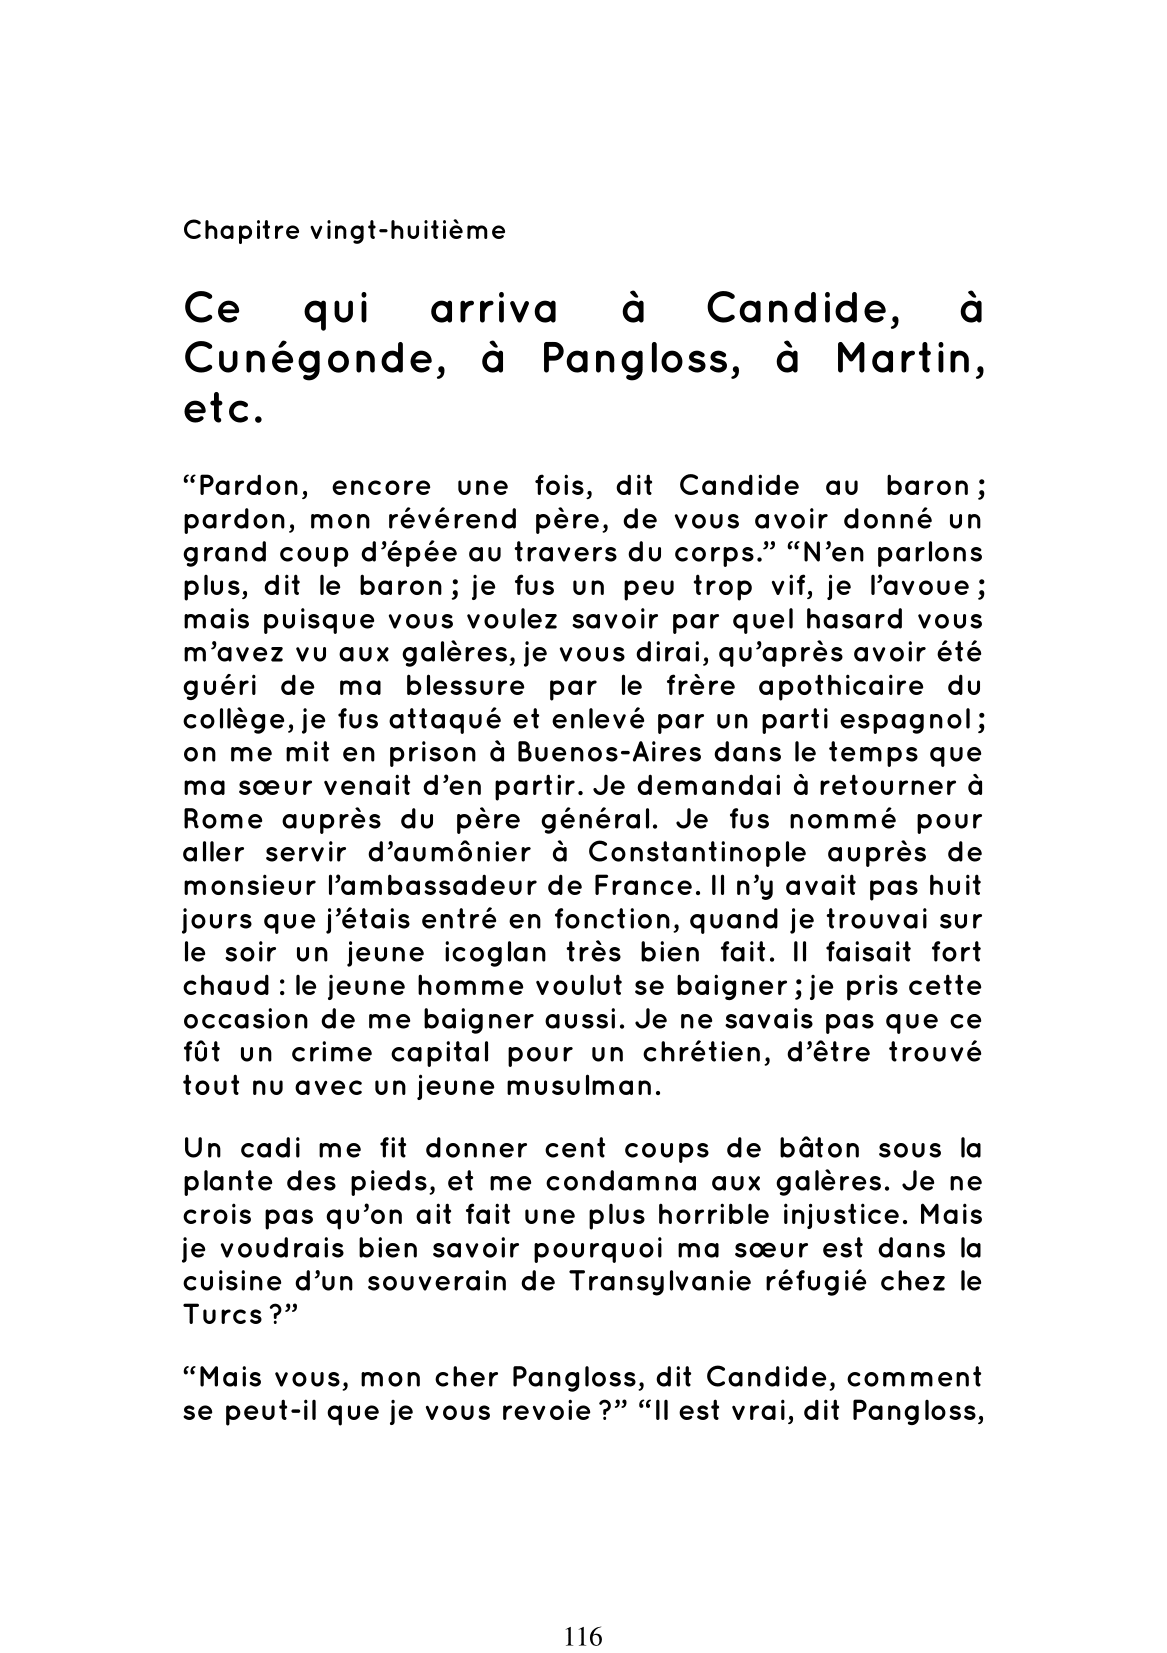 Chapitre vingt-huitième
Ce qui arriva à Candide, à
Cunégonde, à Pangloss, à Martin,
etc.
“Pardon, encore une fois, dit Candide au baron ;
pardon, mon révérend père, de vous avoir donné un
grand coup d’épée au travers du corps.” “N’en parlons
plus, dit le baron ; je fus un peu trop vif, je l’avoue ;
mais puisque vous voulez savoir par quel hasard vous
m’avez vu aux galères, je vous dirai, qu’après avoir été
guéri de ma blessure par le frère apothicaire du
collège, je fus attaqué et enlevé par un parti espagnol ;
on me mit en prison à Buenos-Aires dans le temps que
ma sœur venait d’en partir. Je demandai à retourner à
Rome auprès du père général. Je fus nommé pour
aller servir d’aumônier à Constantinople auprès de
monsieur l’ambassadeur de France. Il n’y avait pas huit
jours que j’étais entré en fonction, quand je trouvai sur
le soir un jeune icoglan très bien fait. Il faisait fort
chaud : le jeune homme voulut se baigner ; je pris cette
occasion de me baigner aussi. Je ne savais pas que ce
fût un crime capital pour un chrétien, d’être trouvé
tout nu avec un jeune musulman.
Un cadi me fit donner cent coups de bâton sous la
plante des pieds, et me condamna aux galères. Je ne
crois pas qu’on ait fait une plus horrible injustice. Mais
je voudrais bien savoir pourquoi ma sœur est dans la
cuisine d’un souverain de Transylvanie réfugié chez le
Turcs ?”
“Mais vous, mon cher Pangloss, dit Candide, comment
se peut-il que je vous revoie ?” “Il est vrai, dit Pangloss,
116